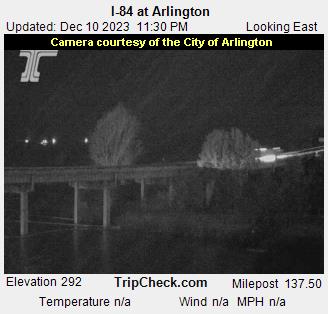 I-84 at Arlington
Updated: Dec 10 2023 11:30 PM Looking East
Camera courtesy of the City of Arlington
Elevation 292 TripCheck.com Milepost 137.50
Temperature n/a Wind n/a MPH n/a